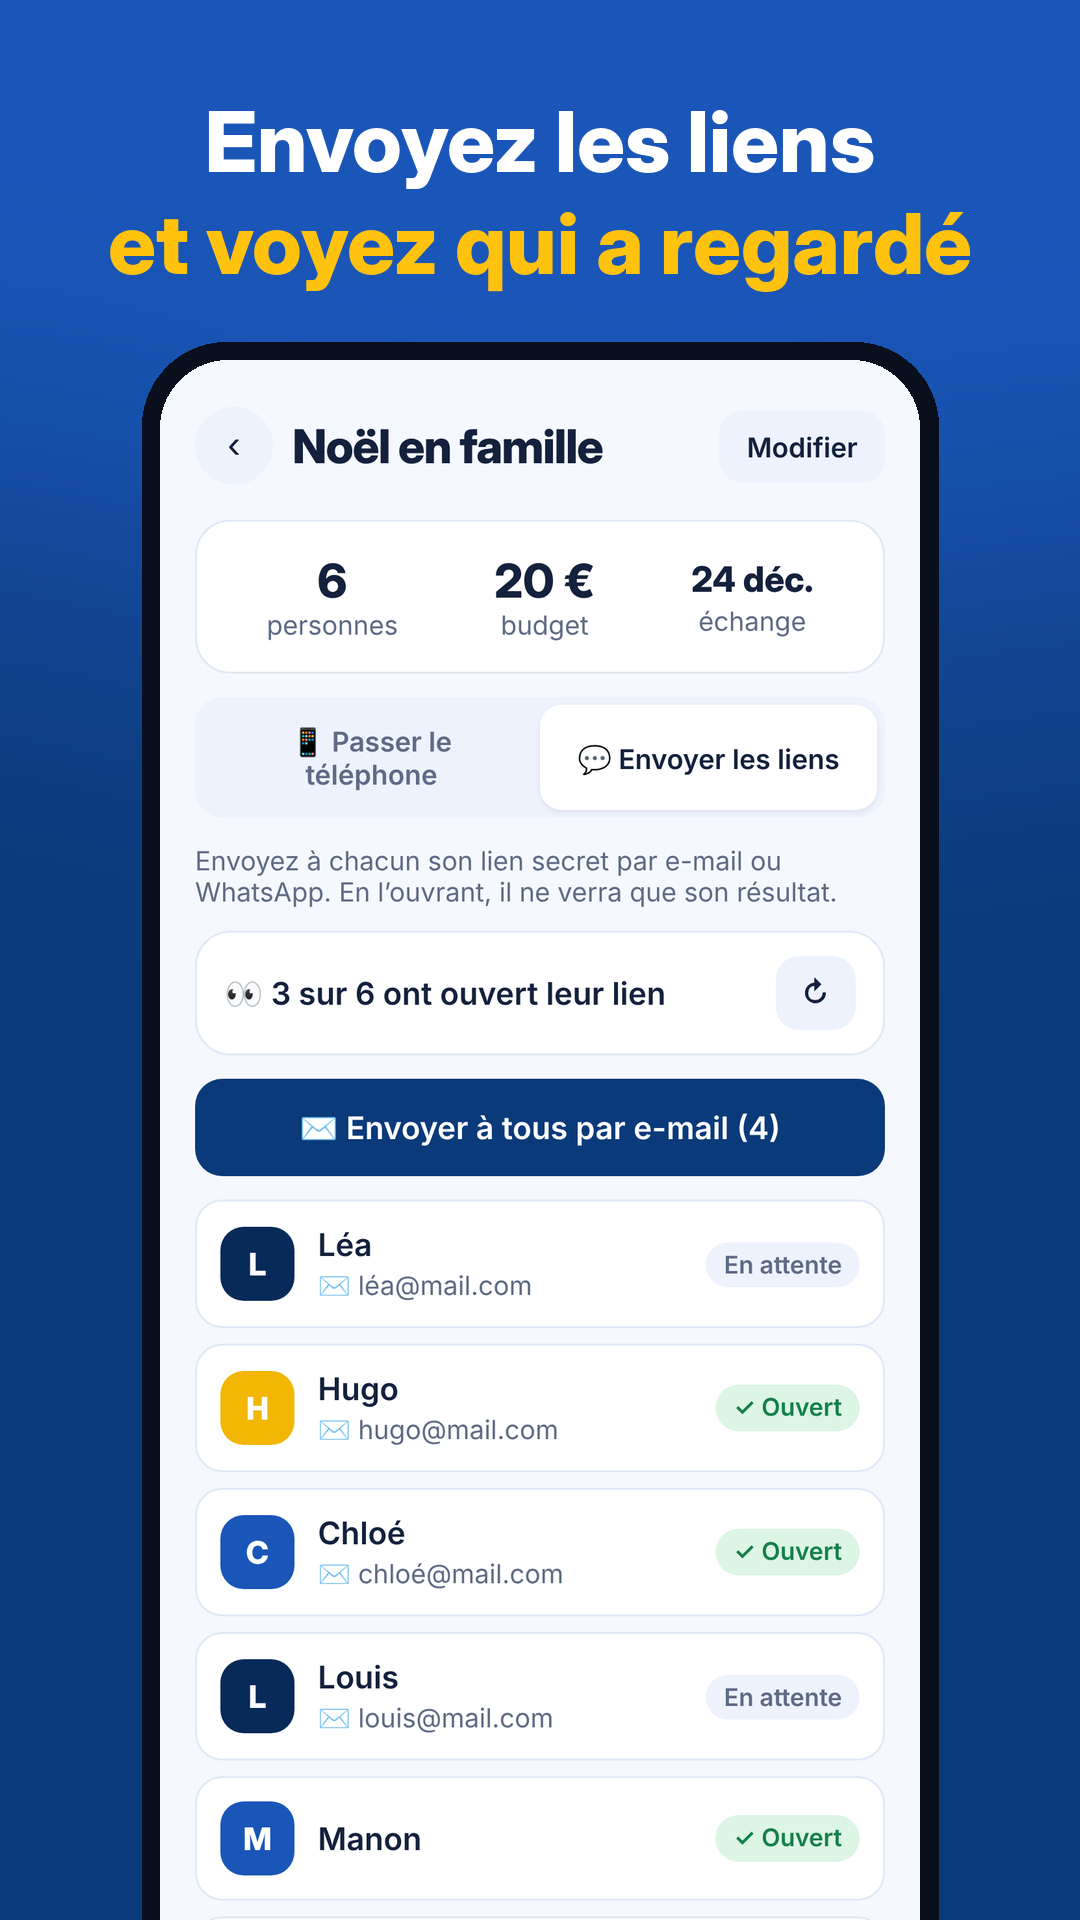 Envoyez les liens
et voyez qui a regardé
‹
Noël en famille
Modifier
6
personnes
20 €
budget
24 déc.
échange
📱 Passer le
téléphone
💬 Envoyer les liens
Envoyez à chacun son lien secret par e-mail ou
WhatsApp. En l’ouvrant, il ne verra que son résultat.
👀 3 sur 6 ont ouvert leur lien
↻
✉️ Envoyer à tous par e-mail (4)
L
Léa
✉️ léa@mail.com
En attente
H
Hugo
✉️ hugo@mail.com
✓ Ouvert
C
Chloé
✉️ chloé@mail.com
✓ Ouvert
L
Louis
✉️ louis@mail.com
En attente
M
Manon
✓ Ouvert